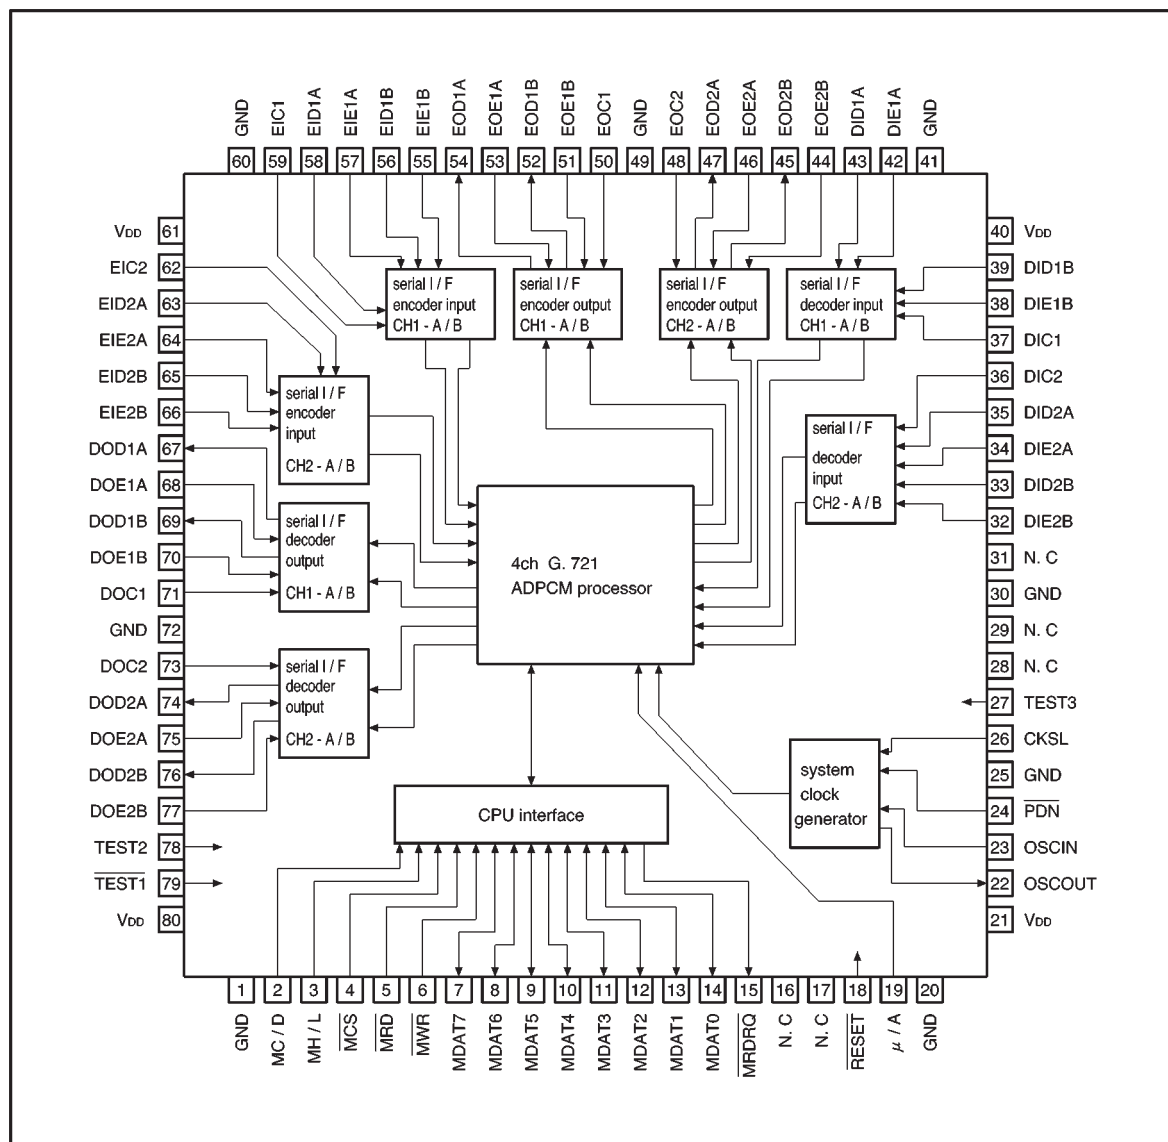 GND
EIC1
EID1A
EIE1A
EID1B
EIE1B
EOD1A
EOE1A
EOD1B
EOE1B
EOC1
GND
EOC2
EOD2A
EOE2A
EOD2B
EOE2B
DID1A
DIE1A
GND
60 59 58 57 56 55 54 53 52 51 50 49 48 47 46 45 44 43 42 41
VDD 61
EIC2 62
EID2A 63
EIE2A 64
EID2B 65
EIE2B 66
DOD1A 67
DOE1A 68
DOD1B 69
DOE1B 70
DOC1 71
GND 72
DOC2 73
DOD2A 74
DOE2A 75
DOD2B 76
DOE2B 77
TEST2 78
TEST1 79
VDD 80
serial I / F
encoder input
CH1 - A / B
serial I / F
encoder output
CH1 - A / B
serial I / F
encoder output
CH2 - A / B
serial I / F
decoder input
CH1 - A / B
serial I / F
encoder
input
CH2 - A / B
serial I / F
decoder
input
CH2 - A / B
serial I / F
decoder
output
CH1 - A / B
4ch G. 721
ADPCM processor
serial I / F
decoder
output
CH2 - A / B
system
clock
generator
CPU interface
40 VDD
39 DID1B
38 DIE1B
37 DIC1
36 DIC2
35 DID2A
34 DIE2A
33 DID2B
32 DIE2B
31 N. C
30 GND
29 N. C
28 N. C
27 TEST3
26 CKSL
25 GND
24 PDN
23 OSCIN
22 OSCOUT
21 VDD
1 2 3 4 5 6 7 8 9 10 11 12 13 14 15 16 17 18 19 20
GND
MC / D
MH / L
MCS
MRD
MWR
MDAT7
MDAT6
MDAT5
MDAT4
MDAT3
MDAT2
MDAT1
MDAT0
MRDRQ
N. C
N. C
RESET
μ / A
GND